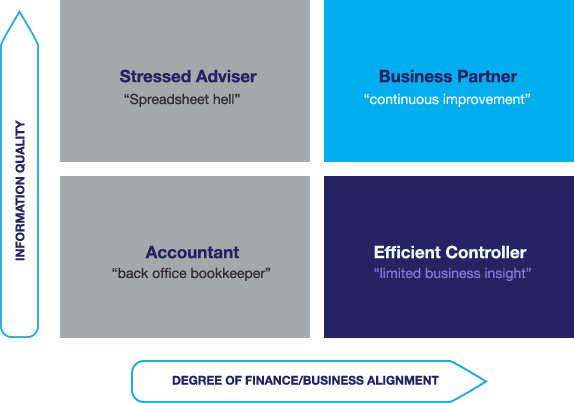 INFORMATION QUALITY
Stressed Adviser
“Spreadsheet hell”
Business Partner
“continuous improvement”
Accountant
“back office bookkeeper”
Efficient Controller
“limited business insight”
DEGREE OF FINANCE/BUSINESS ALIGNMENT